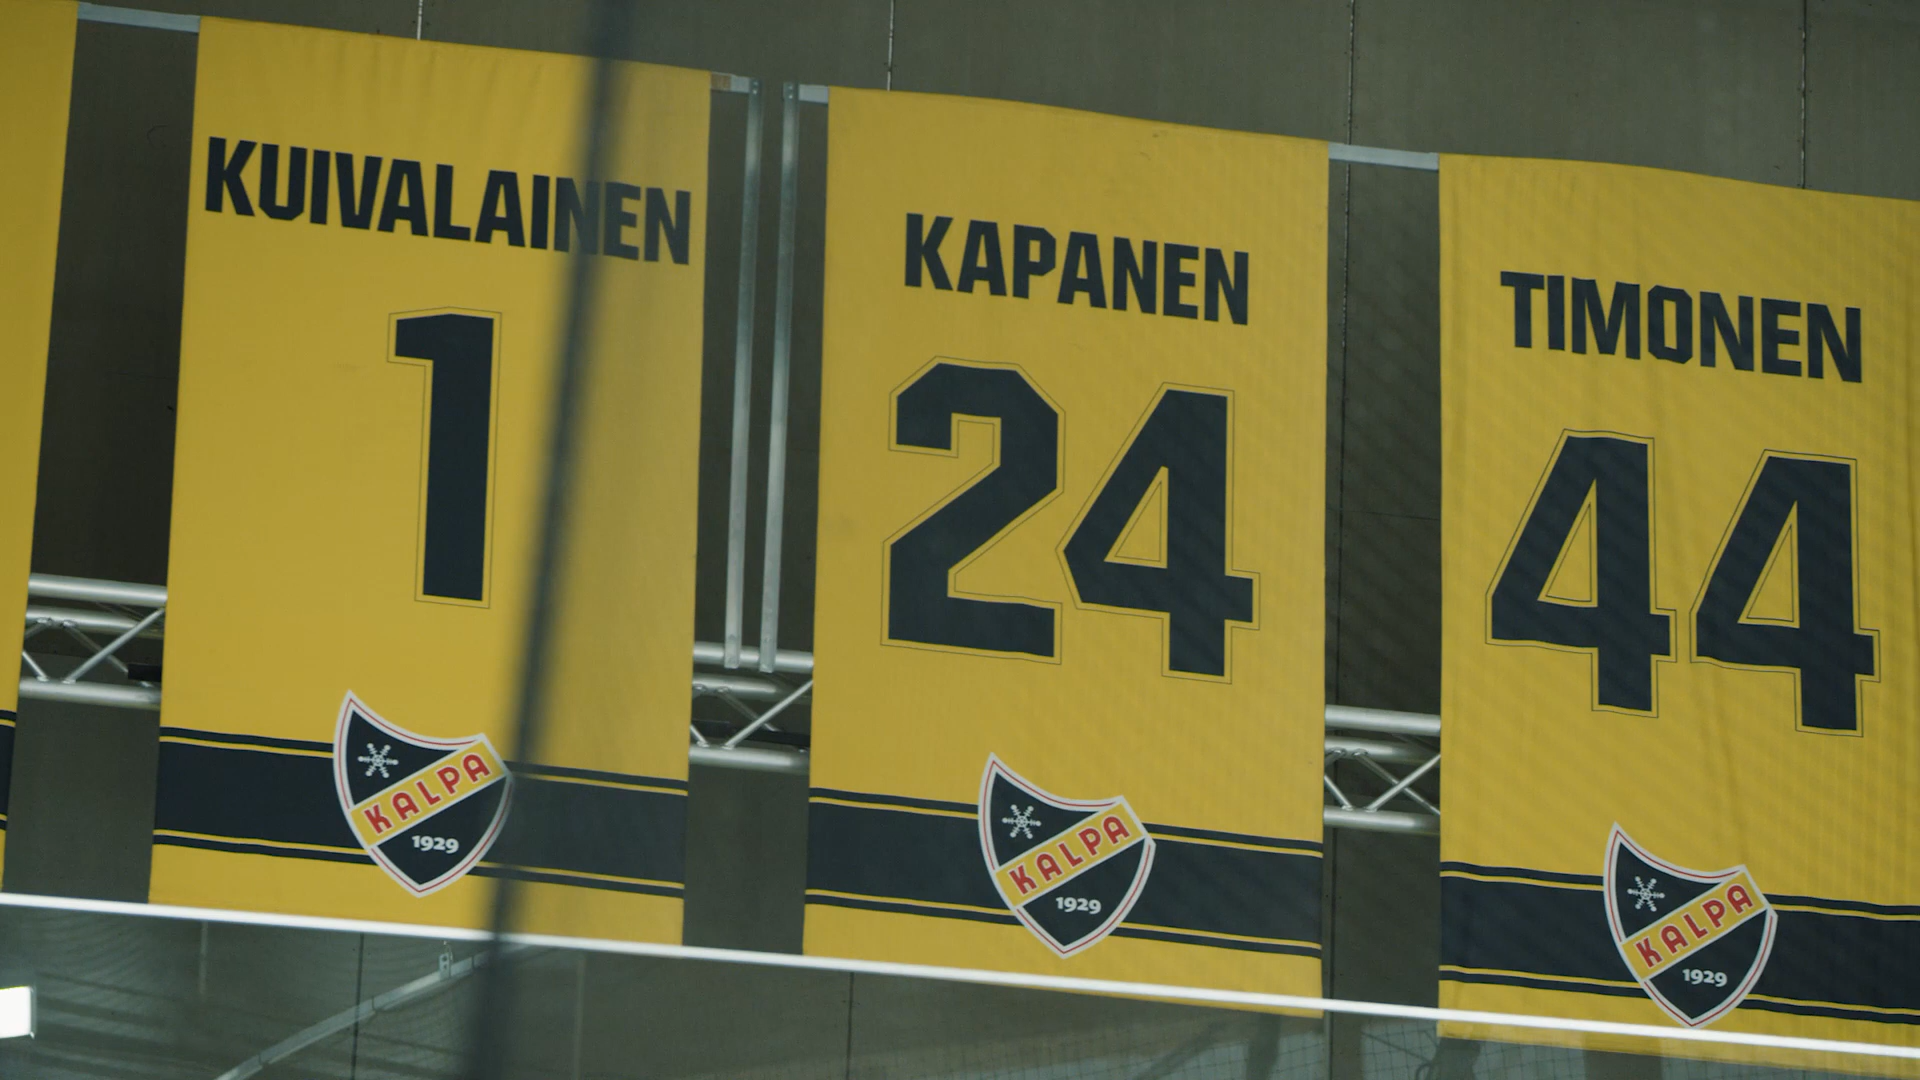 KUIVALAINEN
1
KALPA
1929
KAPANEN
24
KALPA
1929
TIMONEN
44
KALPA
1929